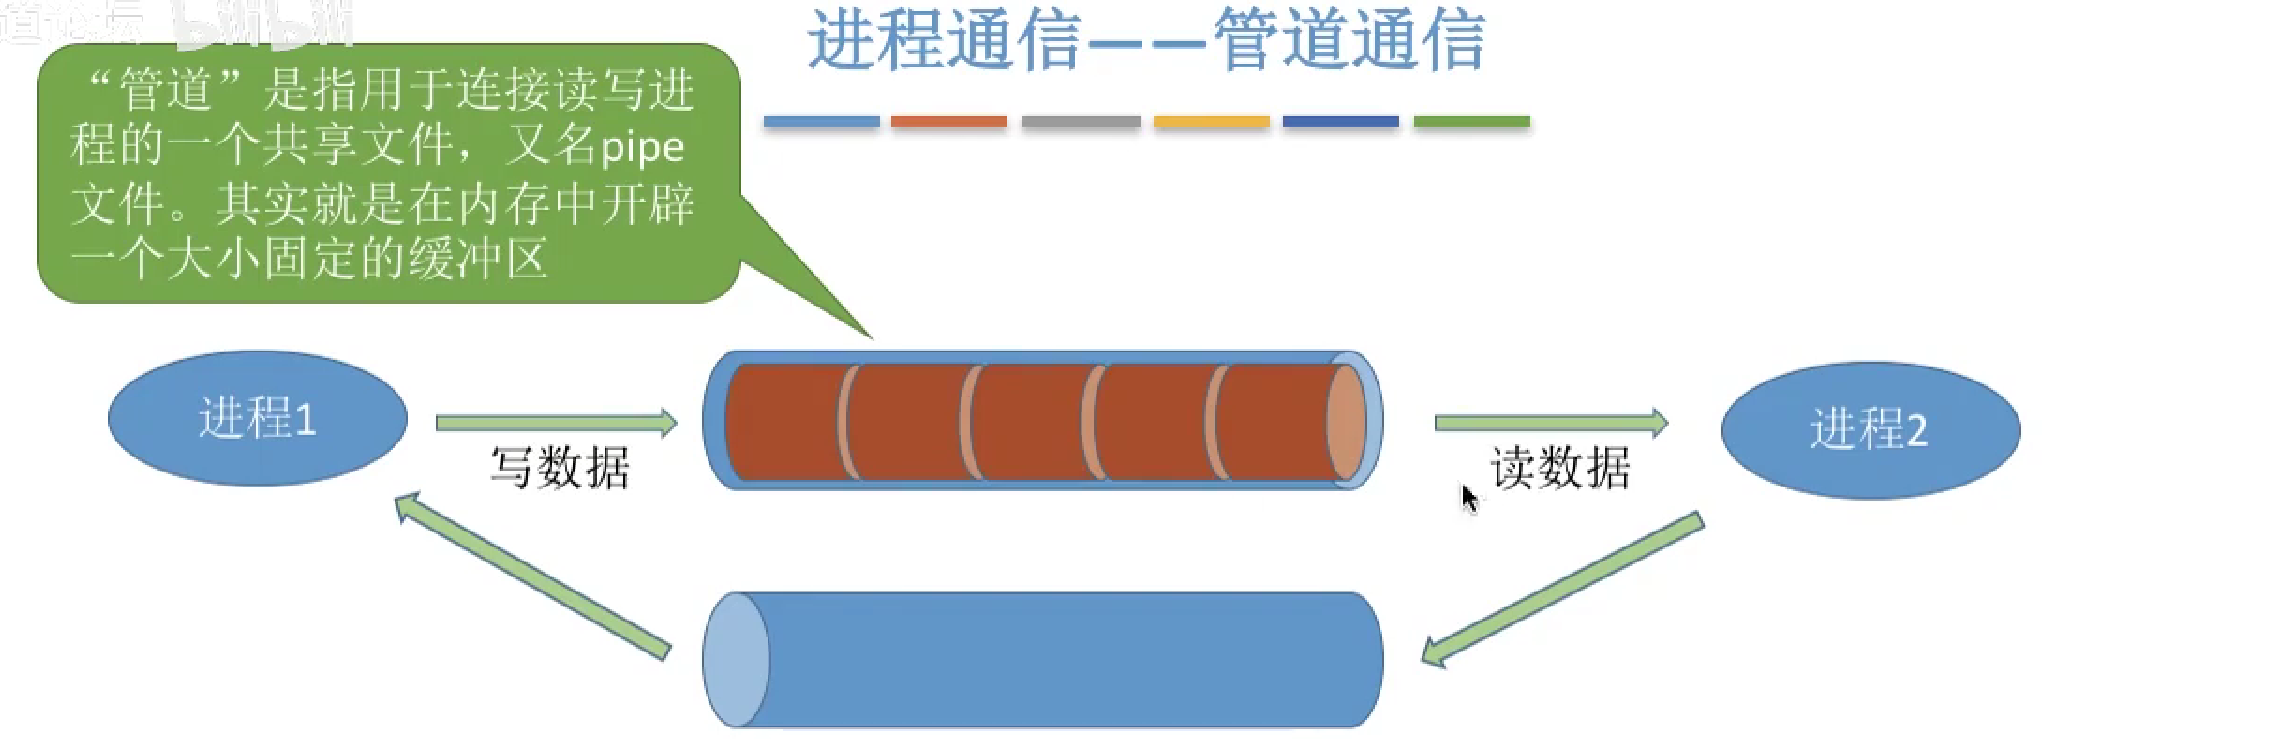 道论坛 bilibili
进程通信——管道通信
“管道”是指用于连接读写进
程的一个共享文件，又名pipe
文件。其实就是在内存中开辟
一个大小固定的缓冲区
进程1
写数据
读数据
进程2